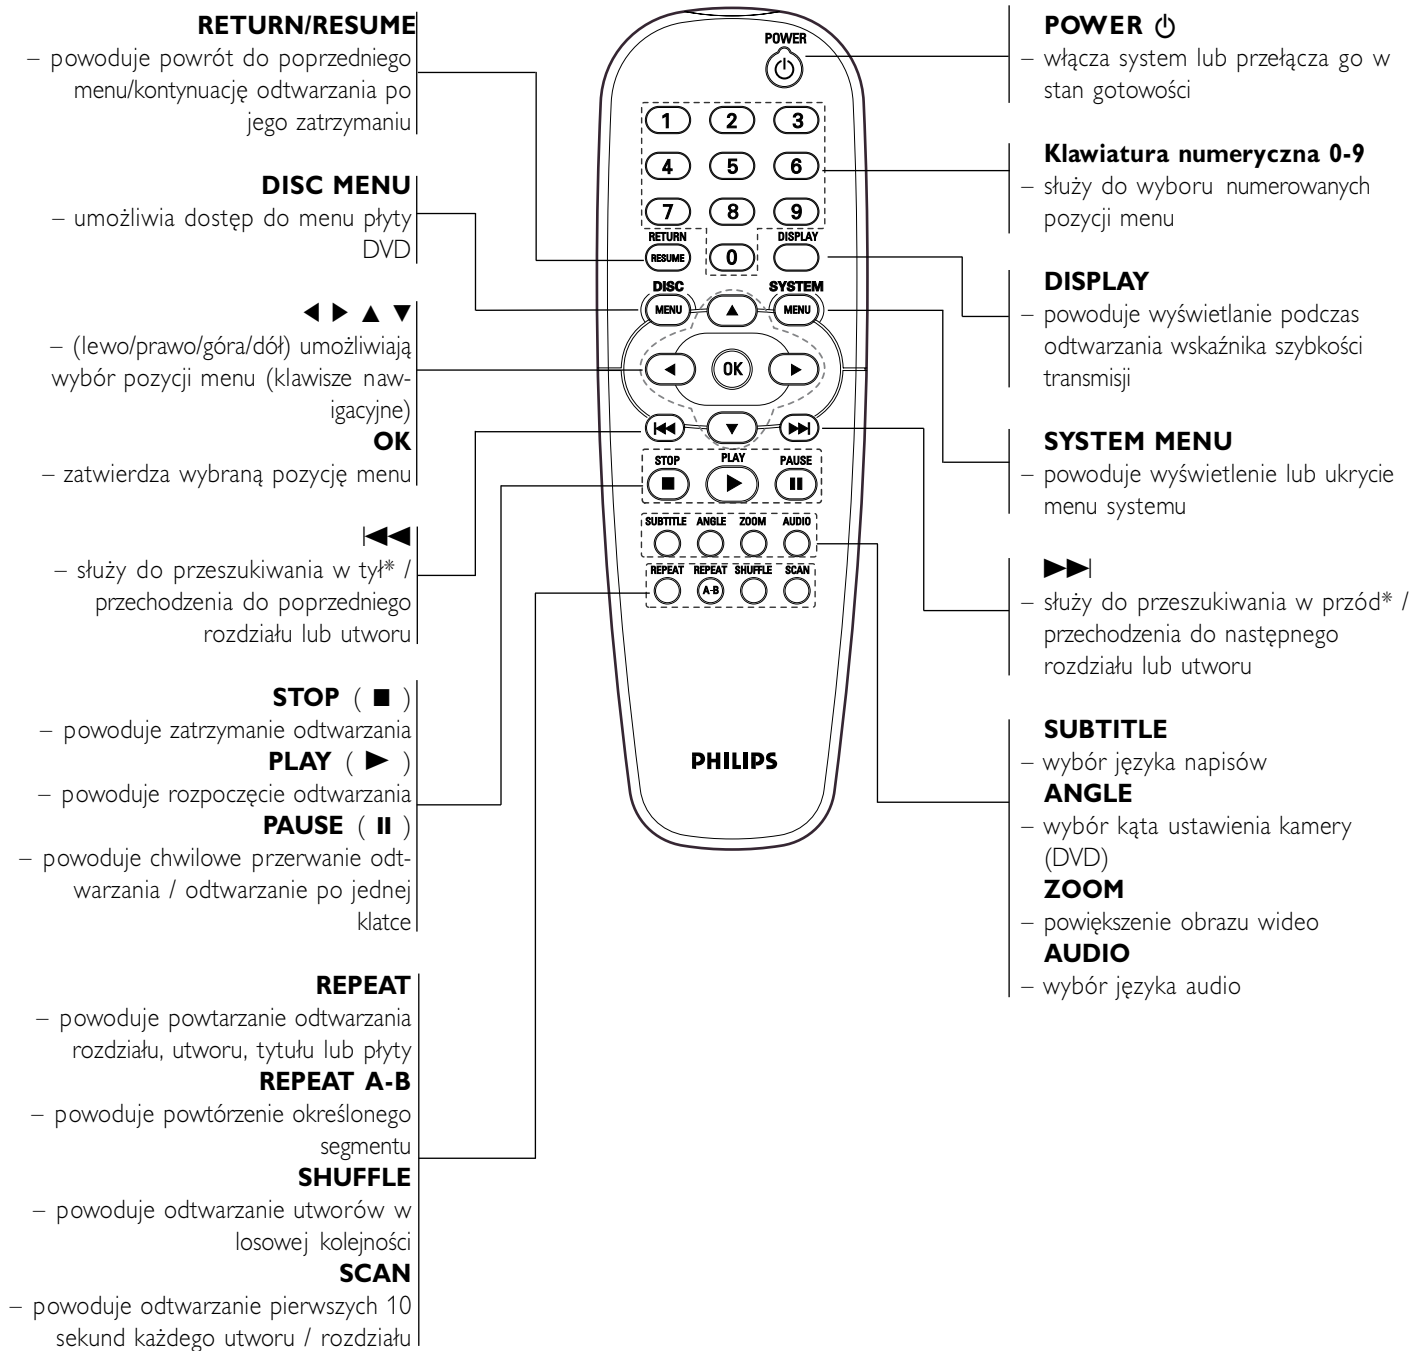 RETURN/RESUME
– powoduje powrót do poprzedniego
menu/kontynuację odtwarzania po
jego zatrzymaniu
DISC MENU
– umożliwia dostęp do menu płyty
DVD
◀ ▶ ▲ ▼
– (lewo/prawo/góra/dół) umożliwiają
wybór pozycji menu (klawisze naw-
igacyjne)
OK
– zatwierdza wybraną pozycję menu
|◀◀
– służy do przeszukiwania w tył* /
przechodzenia do poprzedniego
rozdziału lub utworu
STOP ( ■ )
– powoduje zatrzymanie odtwarzania
PLAY ( ▶ )
– powoduje rozpoczęcie odtwarzania
PAUSE ( II )
– powoduje chwilowe przerwanie odt-
warzania / odtwarzanie po jednej
klatce
REPEAT
– powoduje powtarzanie odtwarzania
rozdziału, utworu, tytułu lub płyty
REPEAT A-B
– powoduje powtórzenie określonego
segmentu
SHUFFLE
– powoduje odtwarzanie utworów w
losowej kolejności
SCAN
– powoduje odtwarzanie pierwszych 10
sekund każdego utworu / rozdziału
POWER
1 2 3
4 5 6
7 8 9
RETURN DISPLAY
RESUME 0
DISC SYSTEM
MENU ▲ MENU
◀ OK ▶
|◀◀ ▼ ▶▶|
STOP PLAY PAUSE
■ ▶ II
SUBTITLE ANGLE ZOOM AUDIO
REPEAT REPEAT SHUFFLE SCAN
A-B
PHILIPS
POWER ⏻
– włącza system lub przełącza go w
stan gotowości
Klawiatura numeryczna 0-9
– służy do wyboru numerowanych
pozycji menu
DISPLAY
– powoduje wyświetlanie podczas
odtwarzania wskaźnika szybkości
transmisji
SYSTEM MENU
– powoduje wyświetlenie lub ukrycie
menu systemu
▶▶|
– służy do przeszukiwania w przód* /
przechodzenia do następnego
rozdziału lub utworu
SUBTITLE
– wybór języka napisów
ANGLE
– wybór kąta ustawienia kamery
(DVD)
ZOOM
– powiększenie obrazu wideo
AUDIO
– wybór języka audio